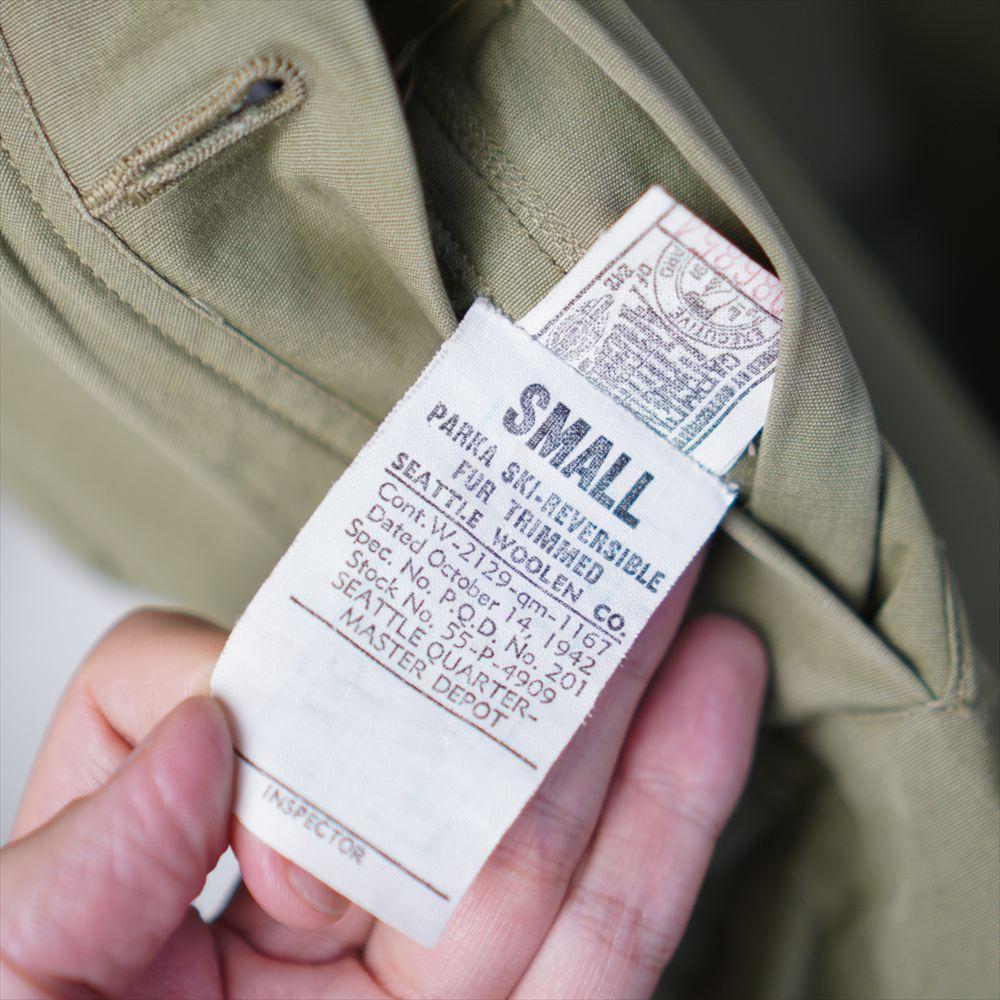 SMALL
PARKA SKI-REVERSIBLE
FUR TRIMMED
SEATTLE WOOLEN CO.
Cont. W-2129-qm-1167
Dated October 14, 1942
Spec. No. P.Q.D. No. 201
Stock No. 55-P-4909
SEATTLE QUARTER-
MASTER DEPOT
INSPECTOR